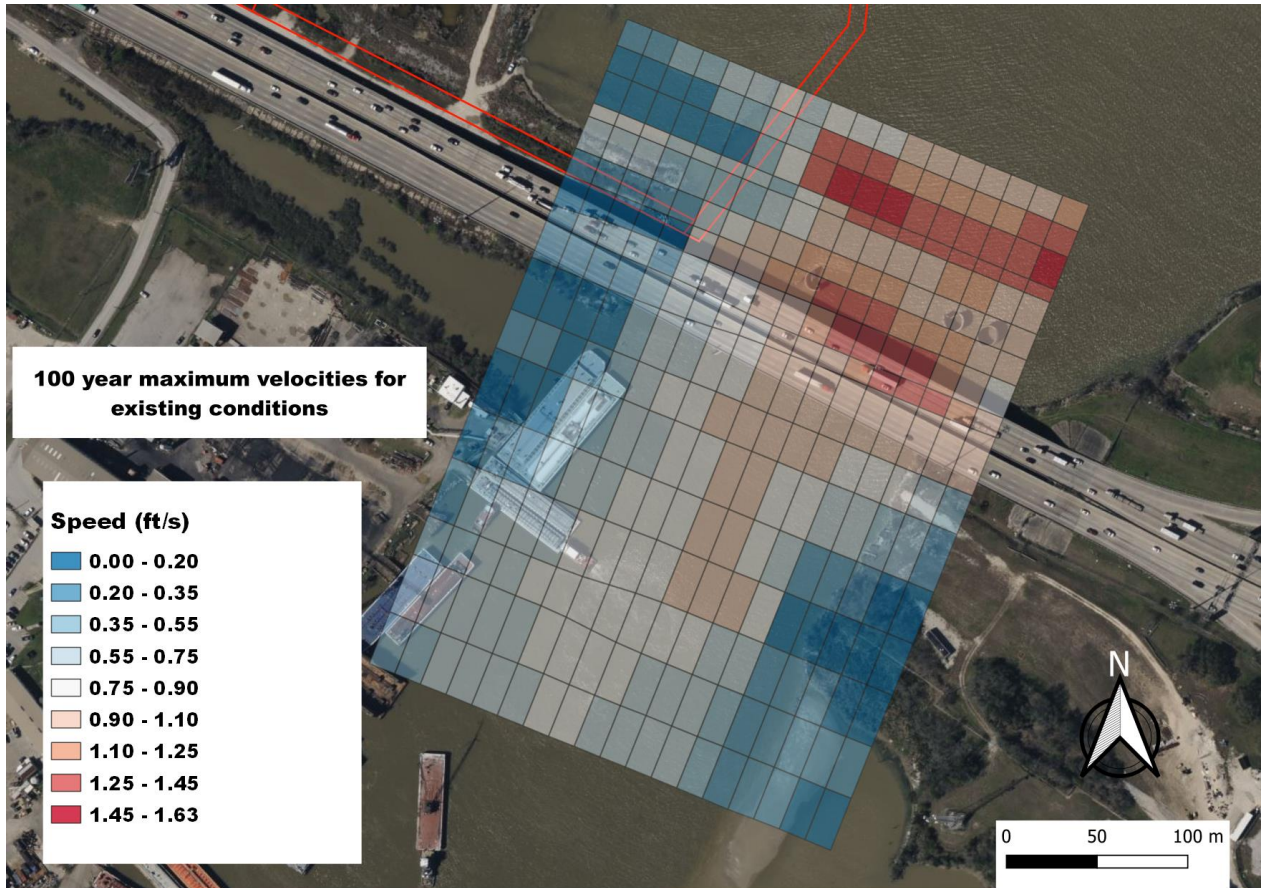 100 year maximum velocities for
existing conditions
Speed (ft/s)
0.00 - 0.20
0.20 - 0.35
0.35 - 0.55
0.55 - 0.75
0.75 - 0.90
0.90 - 1.10
1.10 - 1.25
1.25 - 1.45
1.45 - 1.63
N
0 50 100 m